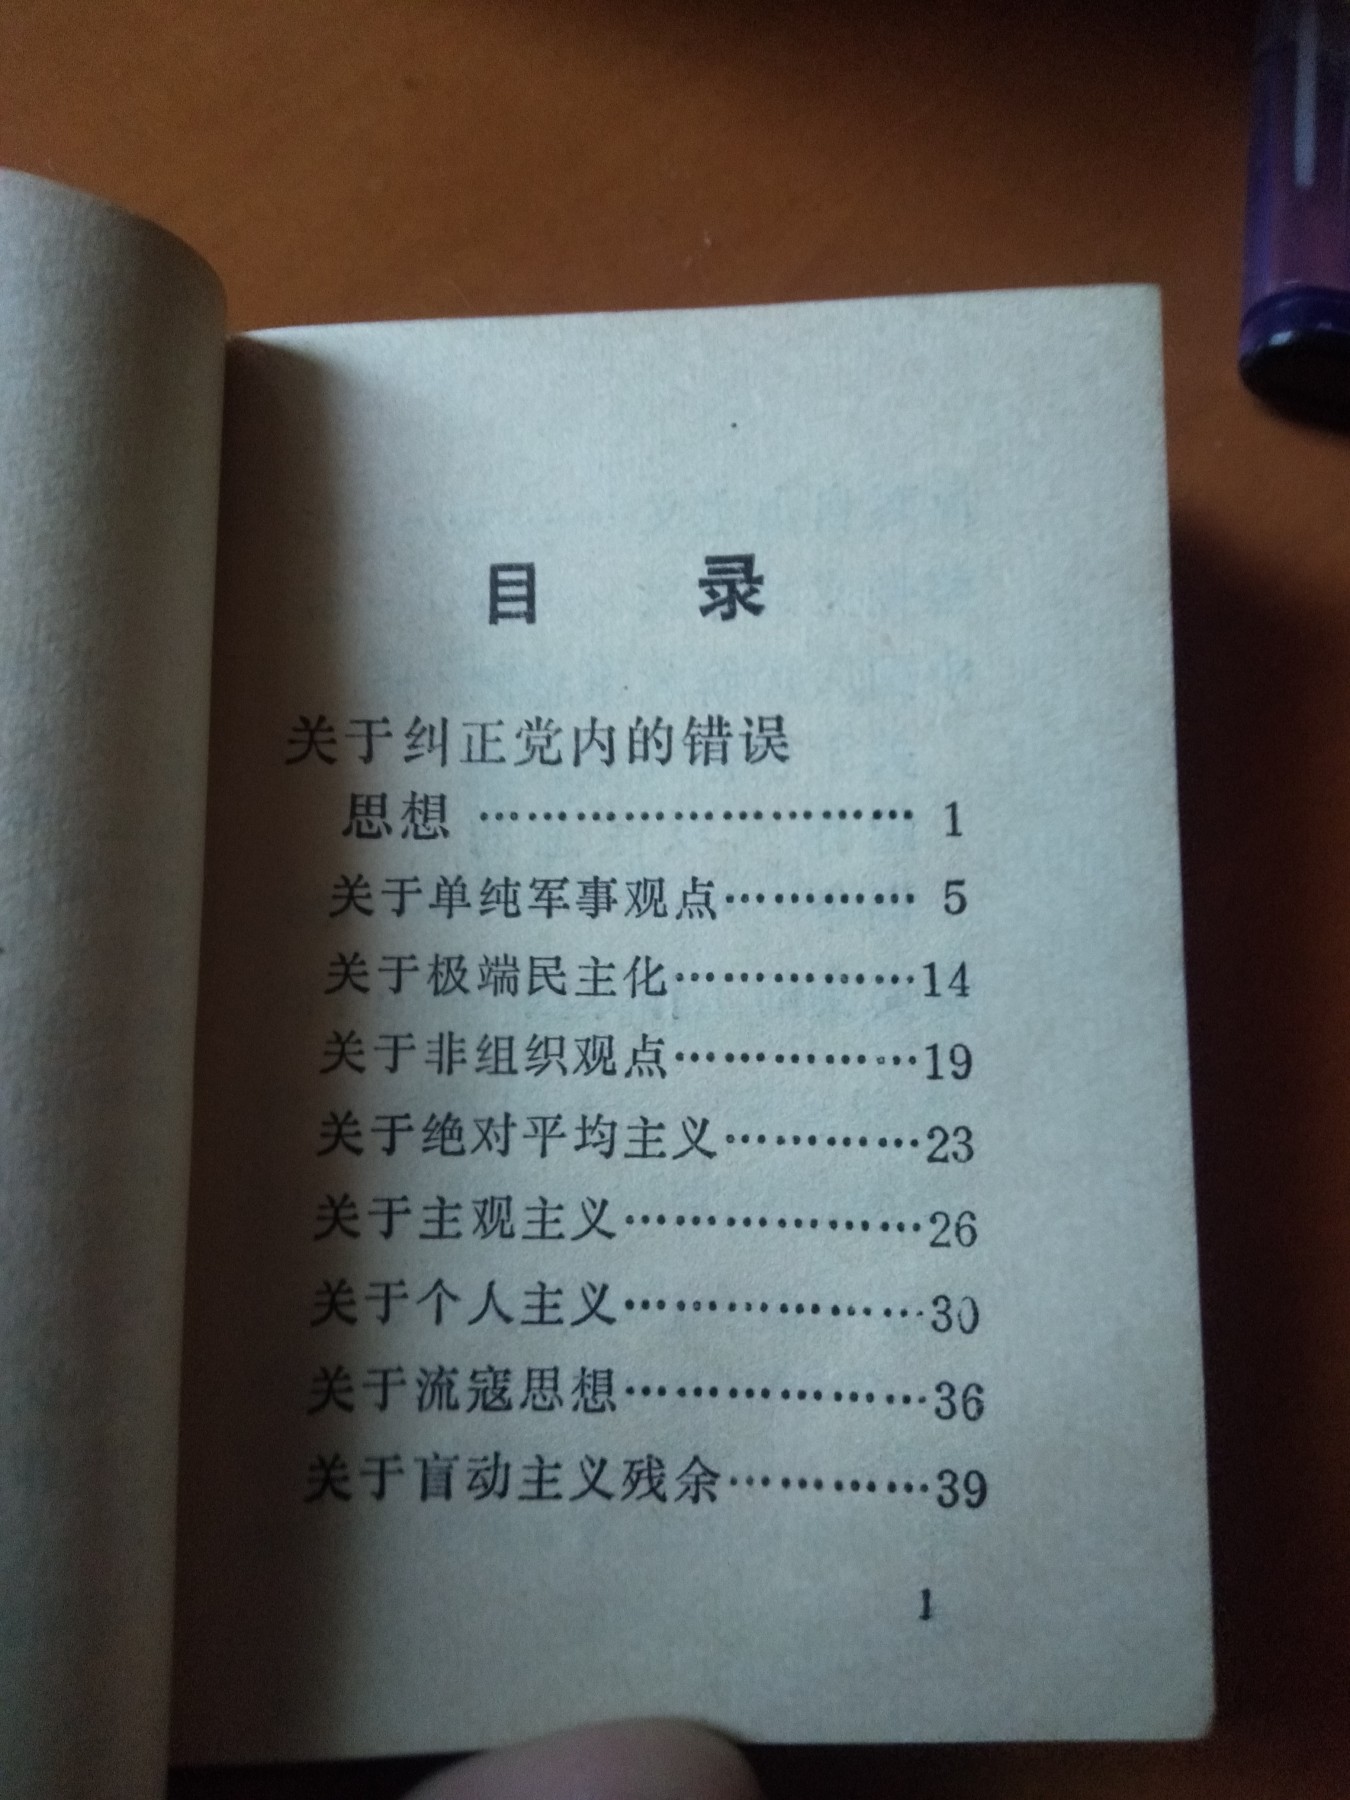 目 录
关于纠正党内的错误
思想 ………………………… 1
关于单纯军事观点………… 5
关于极端民主化……………14
关于非组织观点……………19
关于绝对平均主义…………23
关于主观主义………………26
关于个人主义………………30
关于流寇思想………………36
关于盲动主义残余…………39
1